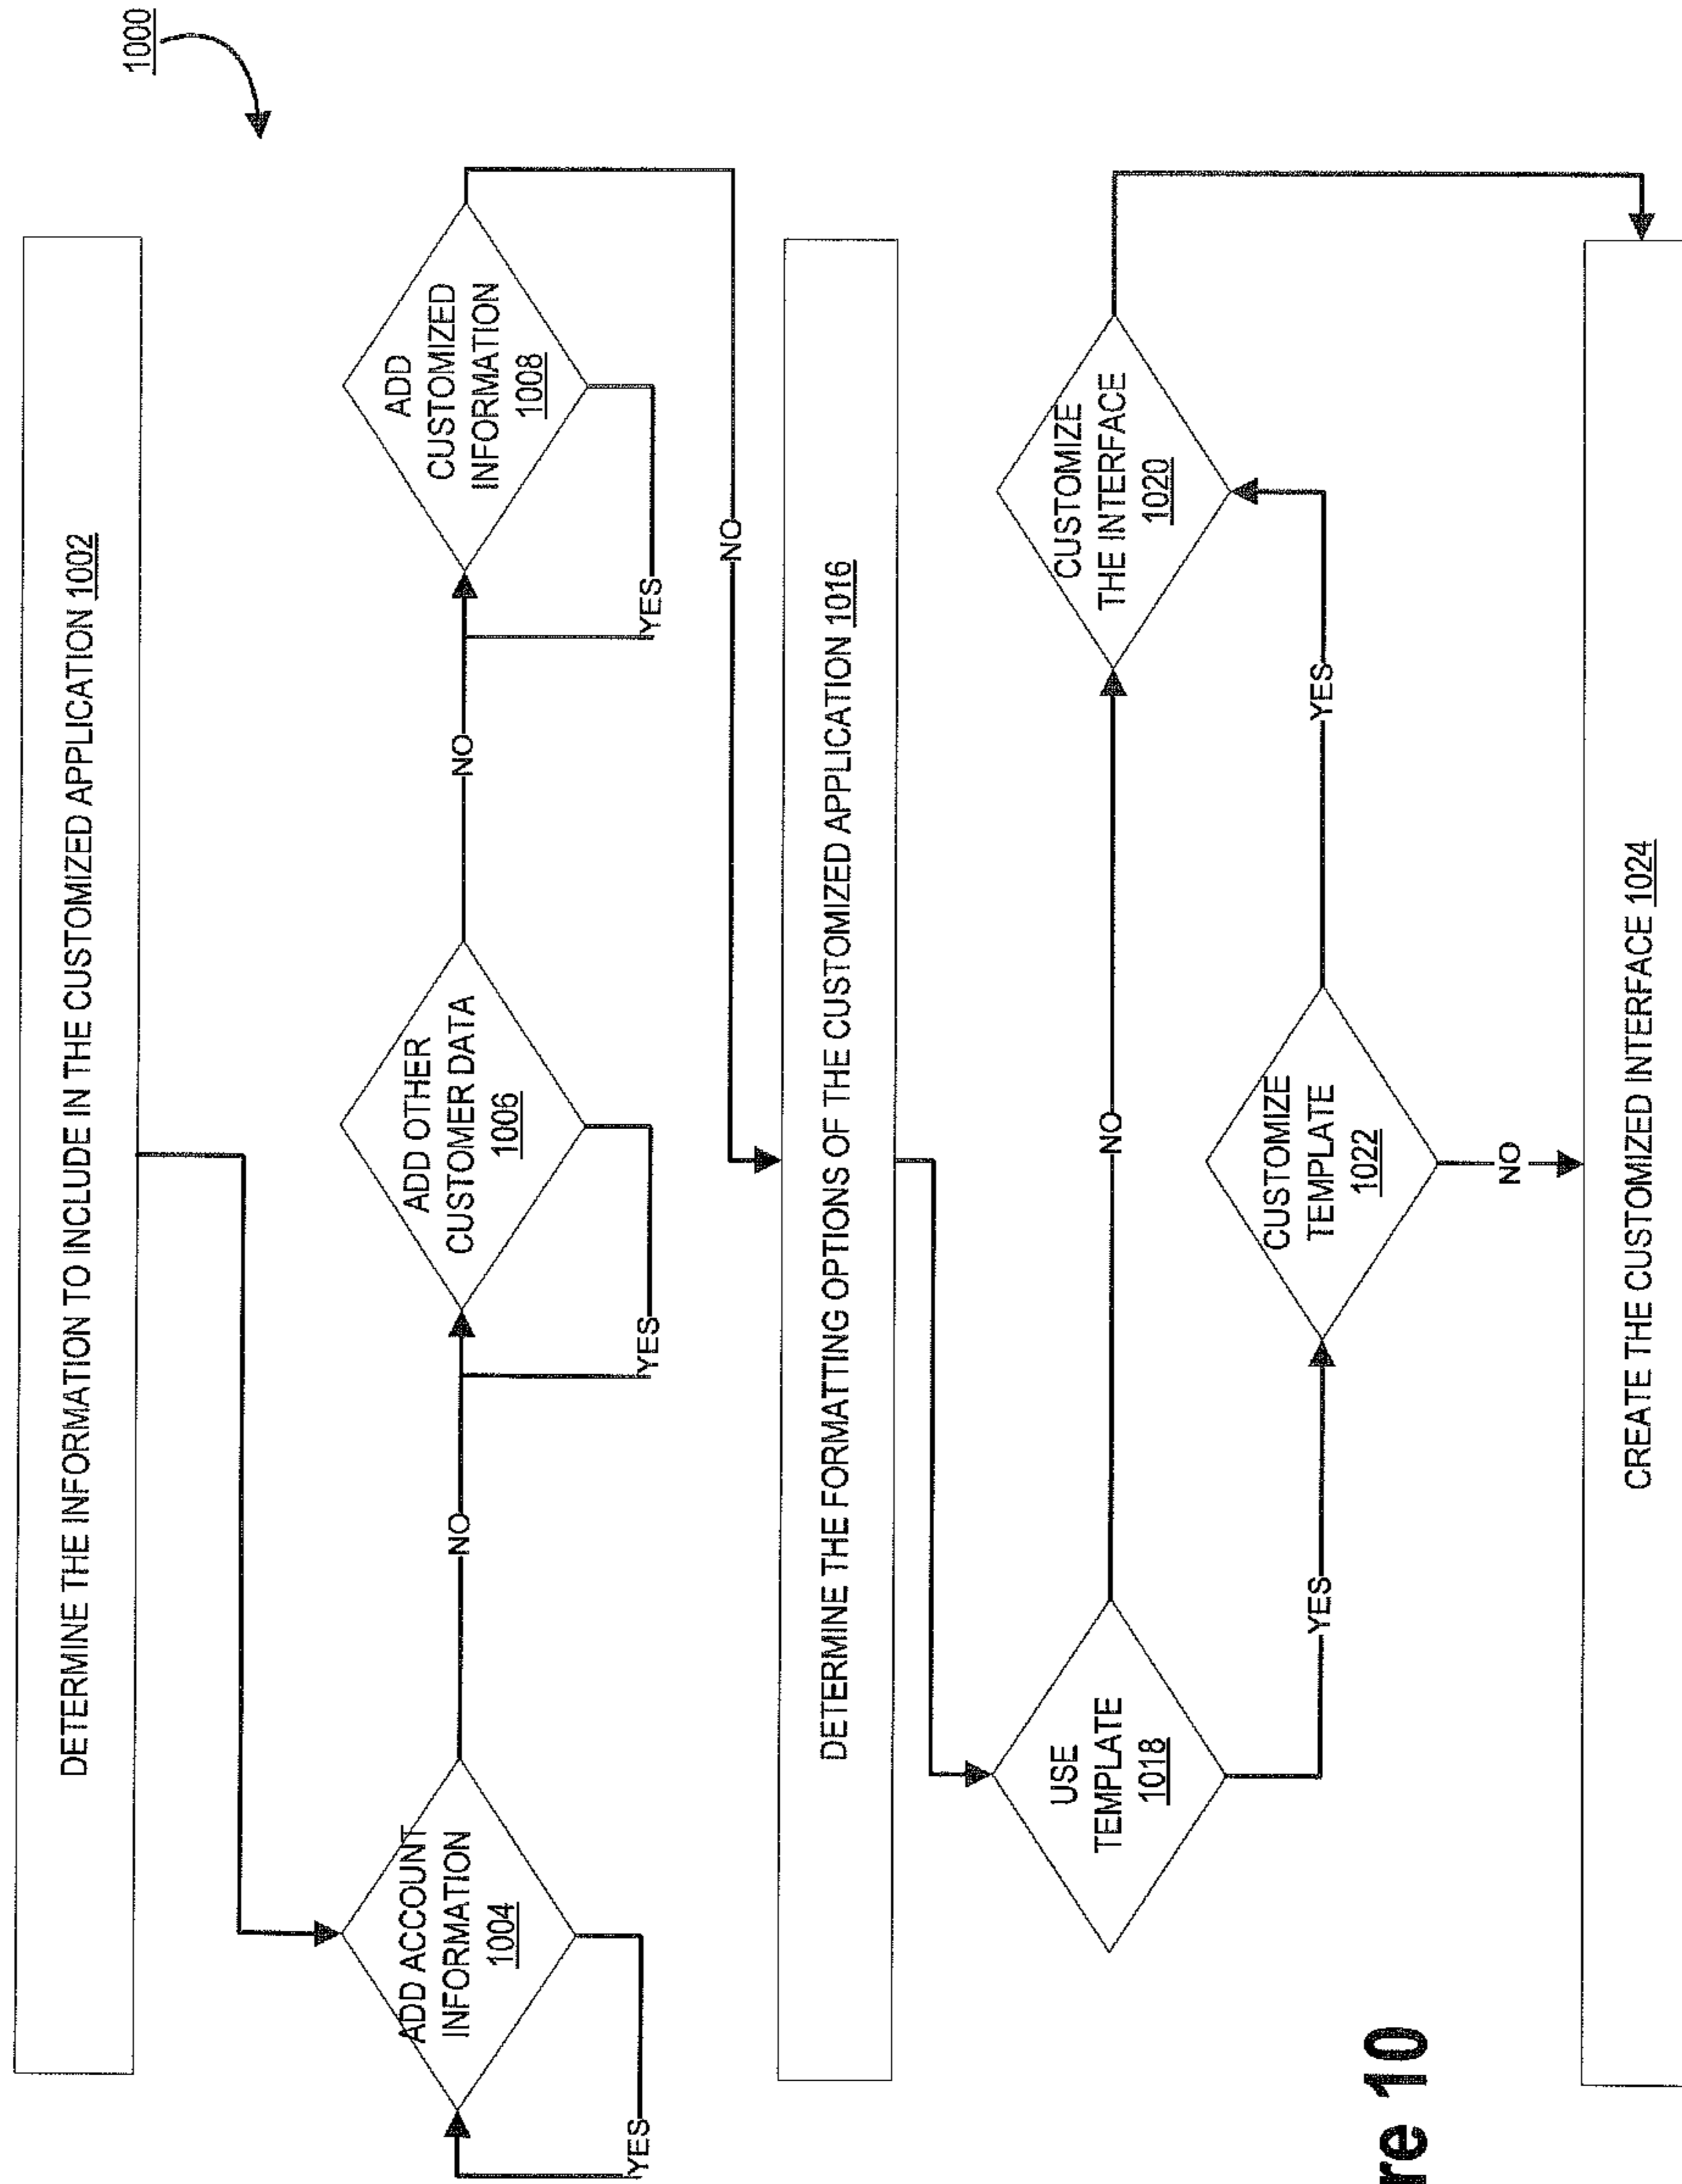 1000
DETERMINE THE INFORMATION TO INCLUDE IN THE CUSTOMIZED APPLICATION 1002
ADD ACCOUNT
INFORMATION
1004
YES
NO
ADD OTHER
CUSTOMER DATA
1006
YES
NO
ADD
CUSTOMIZED
INFORMATION
1008
YES
NO
DETERMINE THE FORMATTING OPTIONS OF THE CUSTOMIZED APPLICATION 1016
USE
TEMPLATE
1018
NO
YES
CUSTOMIZE
TEMPLATE
1022
YES
NO
CUSTOMIZE
THE INTERFACE
1020
CREATE THE CUSTOMIZED INTERFACE 1024
re 10